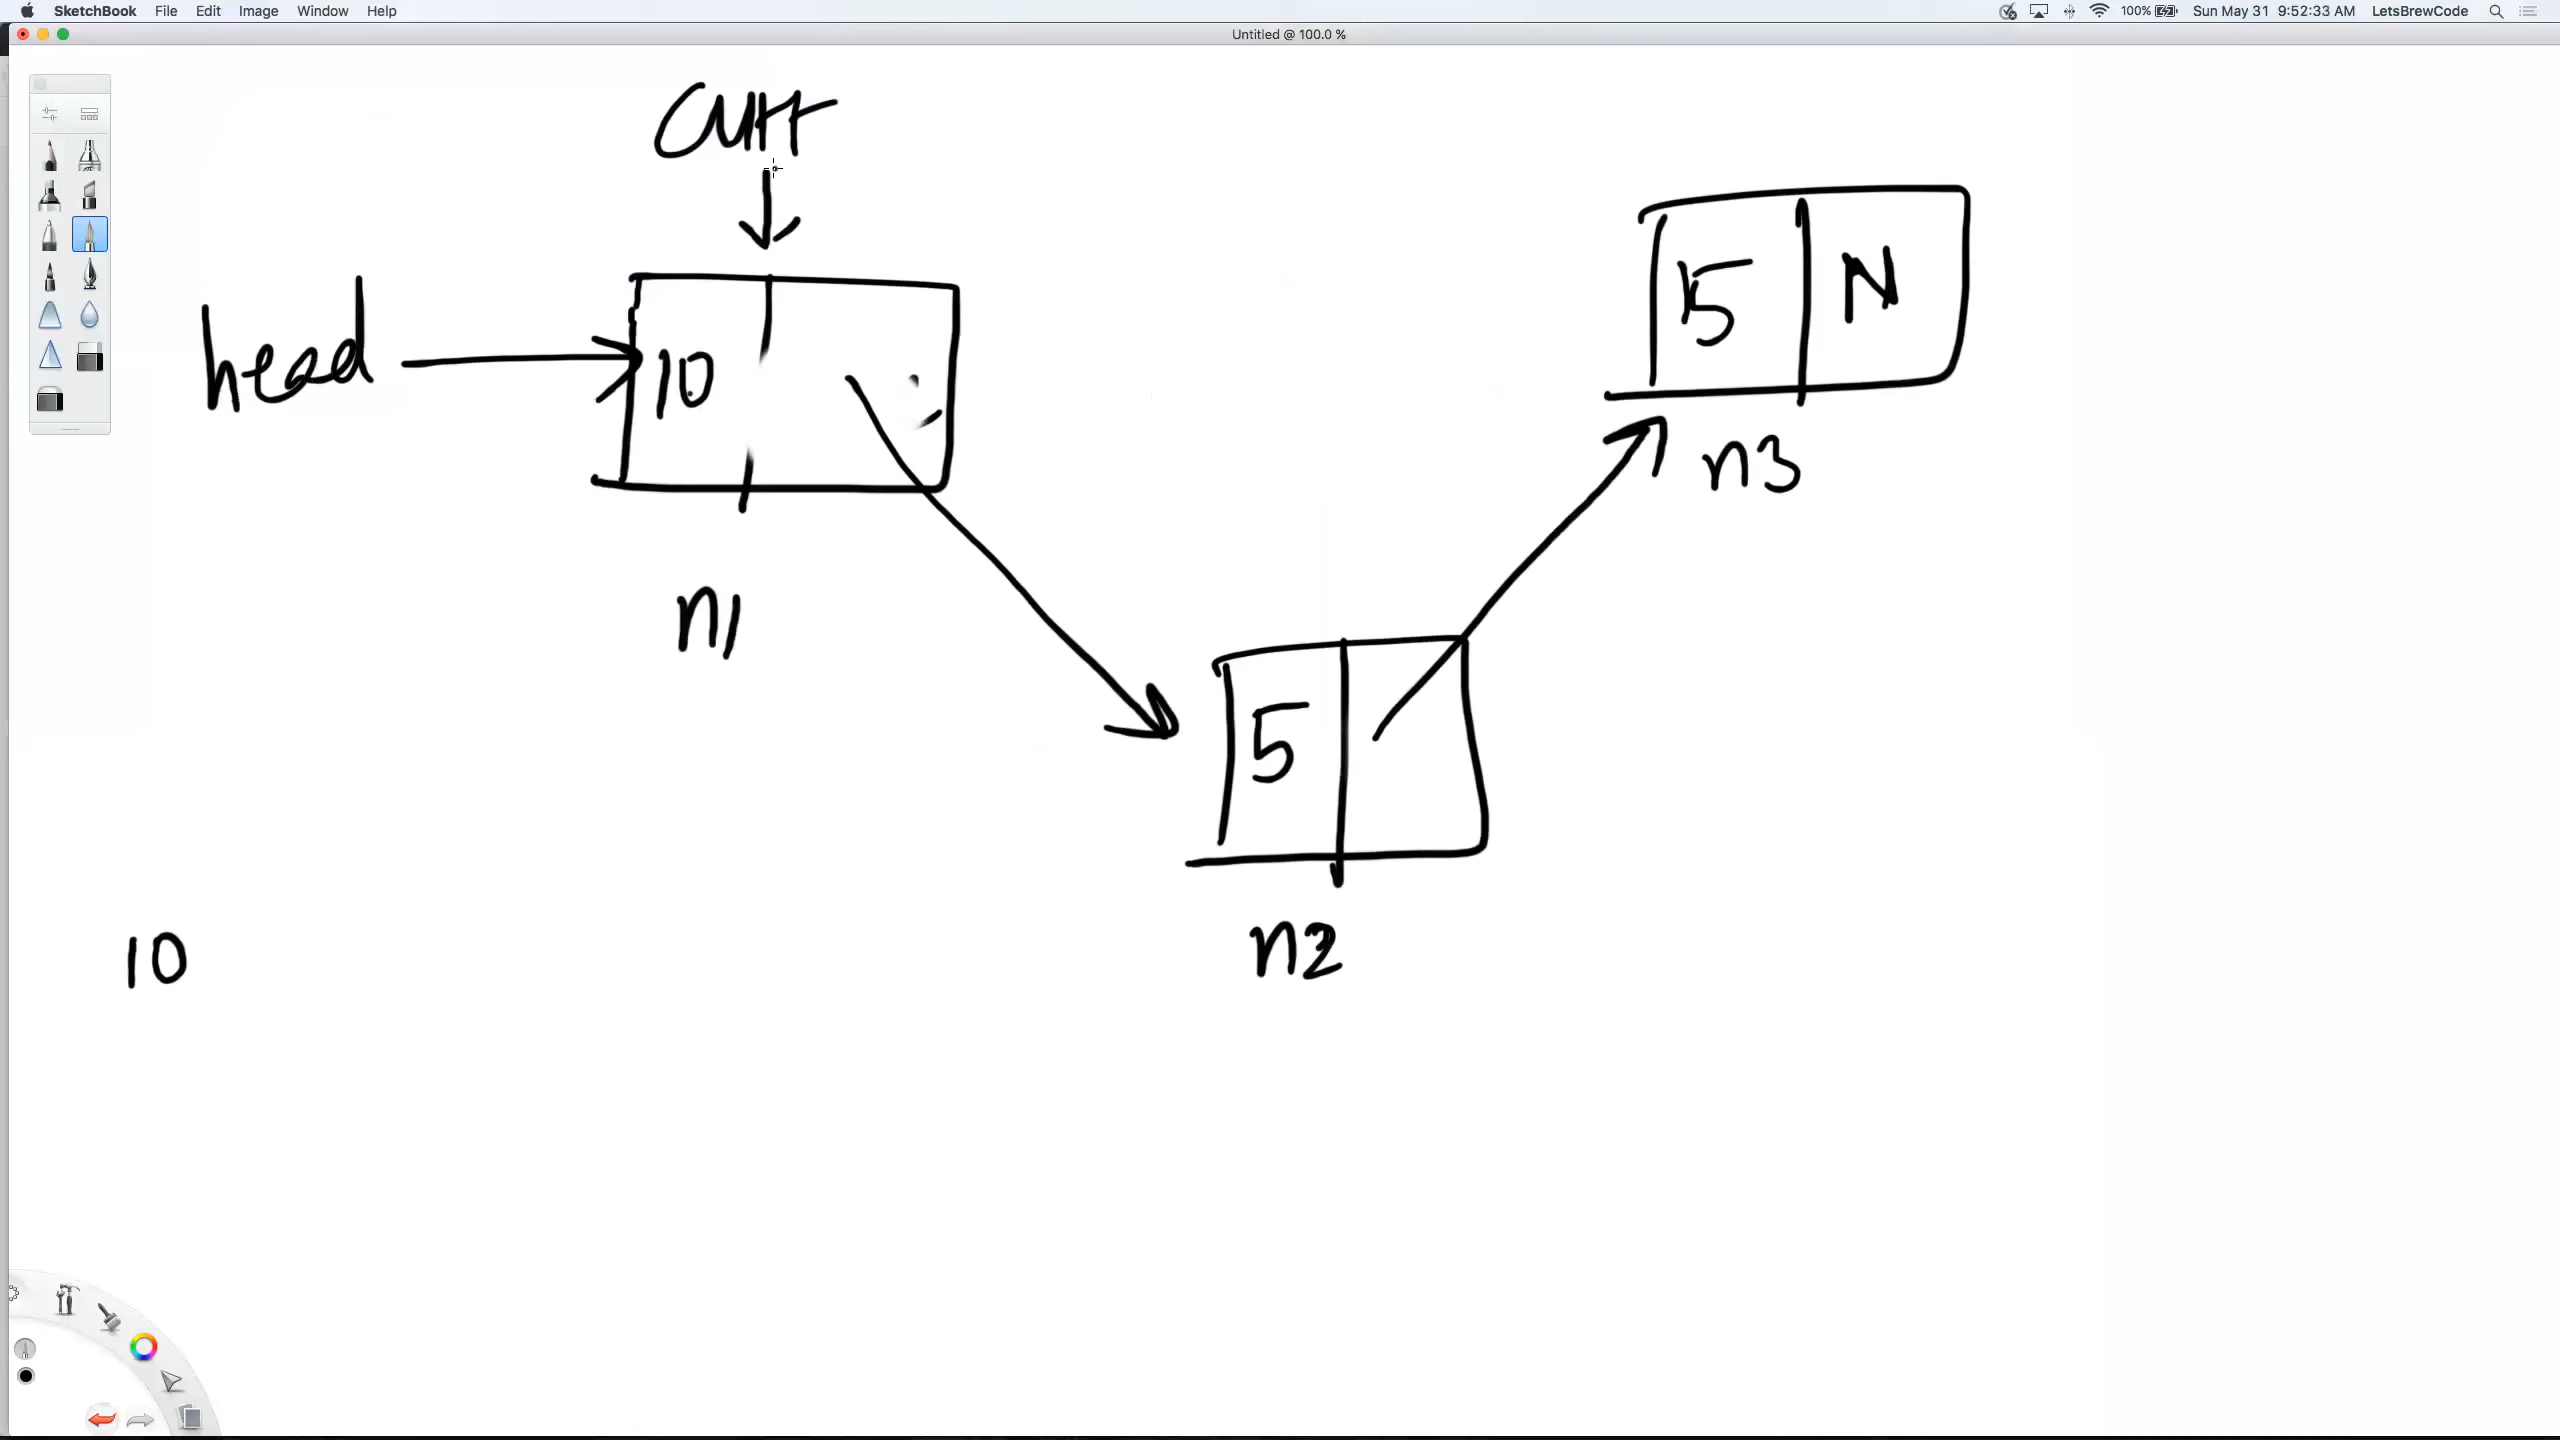 SketchBook File Edit Image Window Help 100% Sun May 31 9:52:33 AM LetsBrewCode
Untitled @ 100.0 %
curr
head
10
n1
5
n2
15 N
n3
10